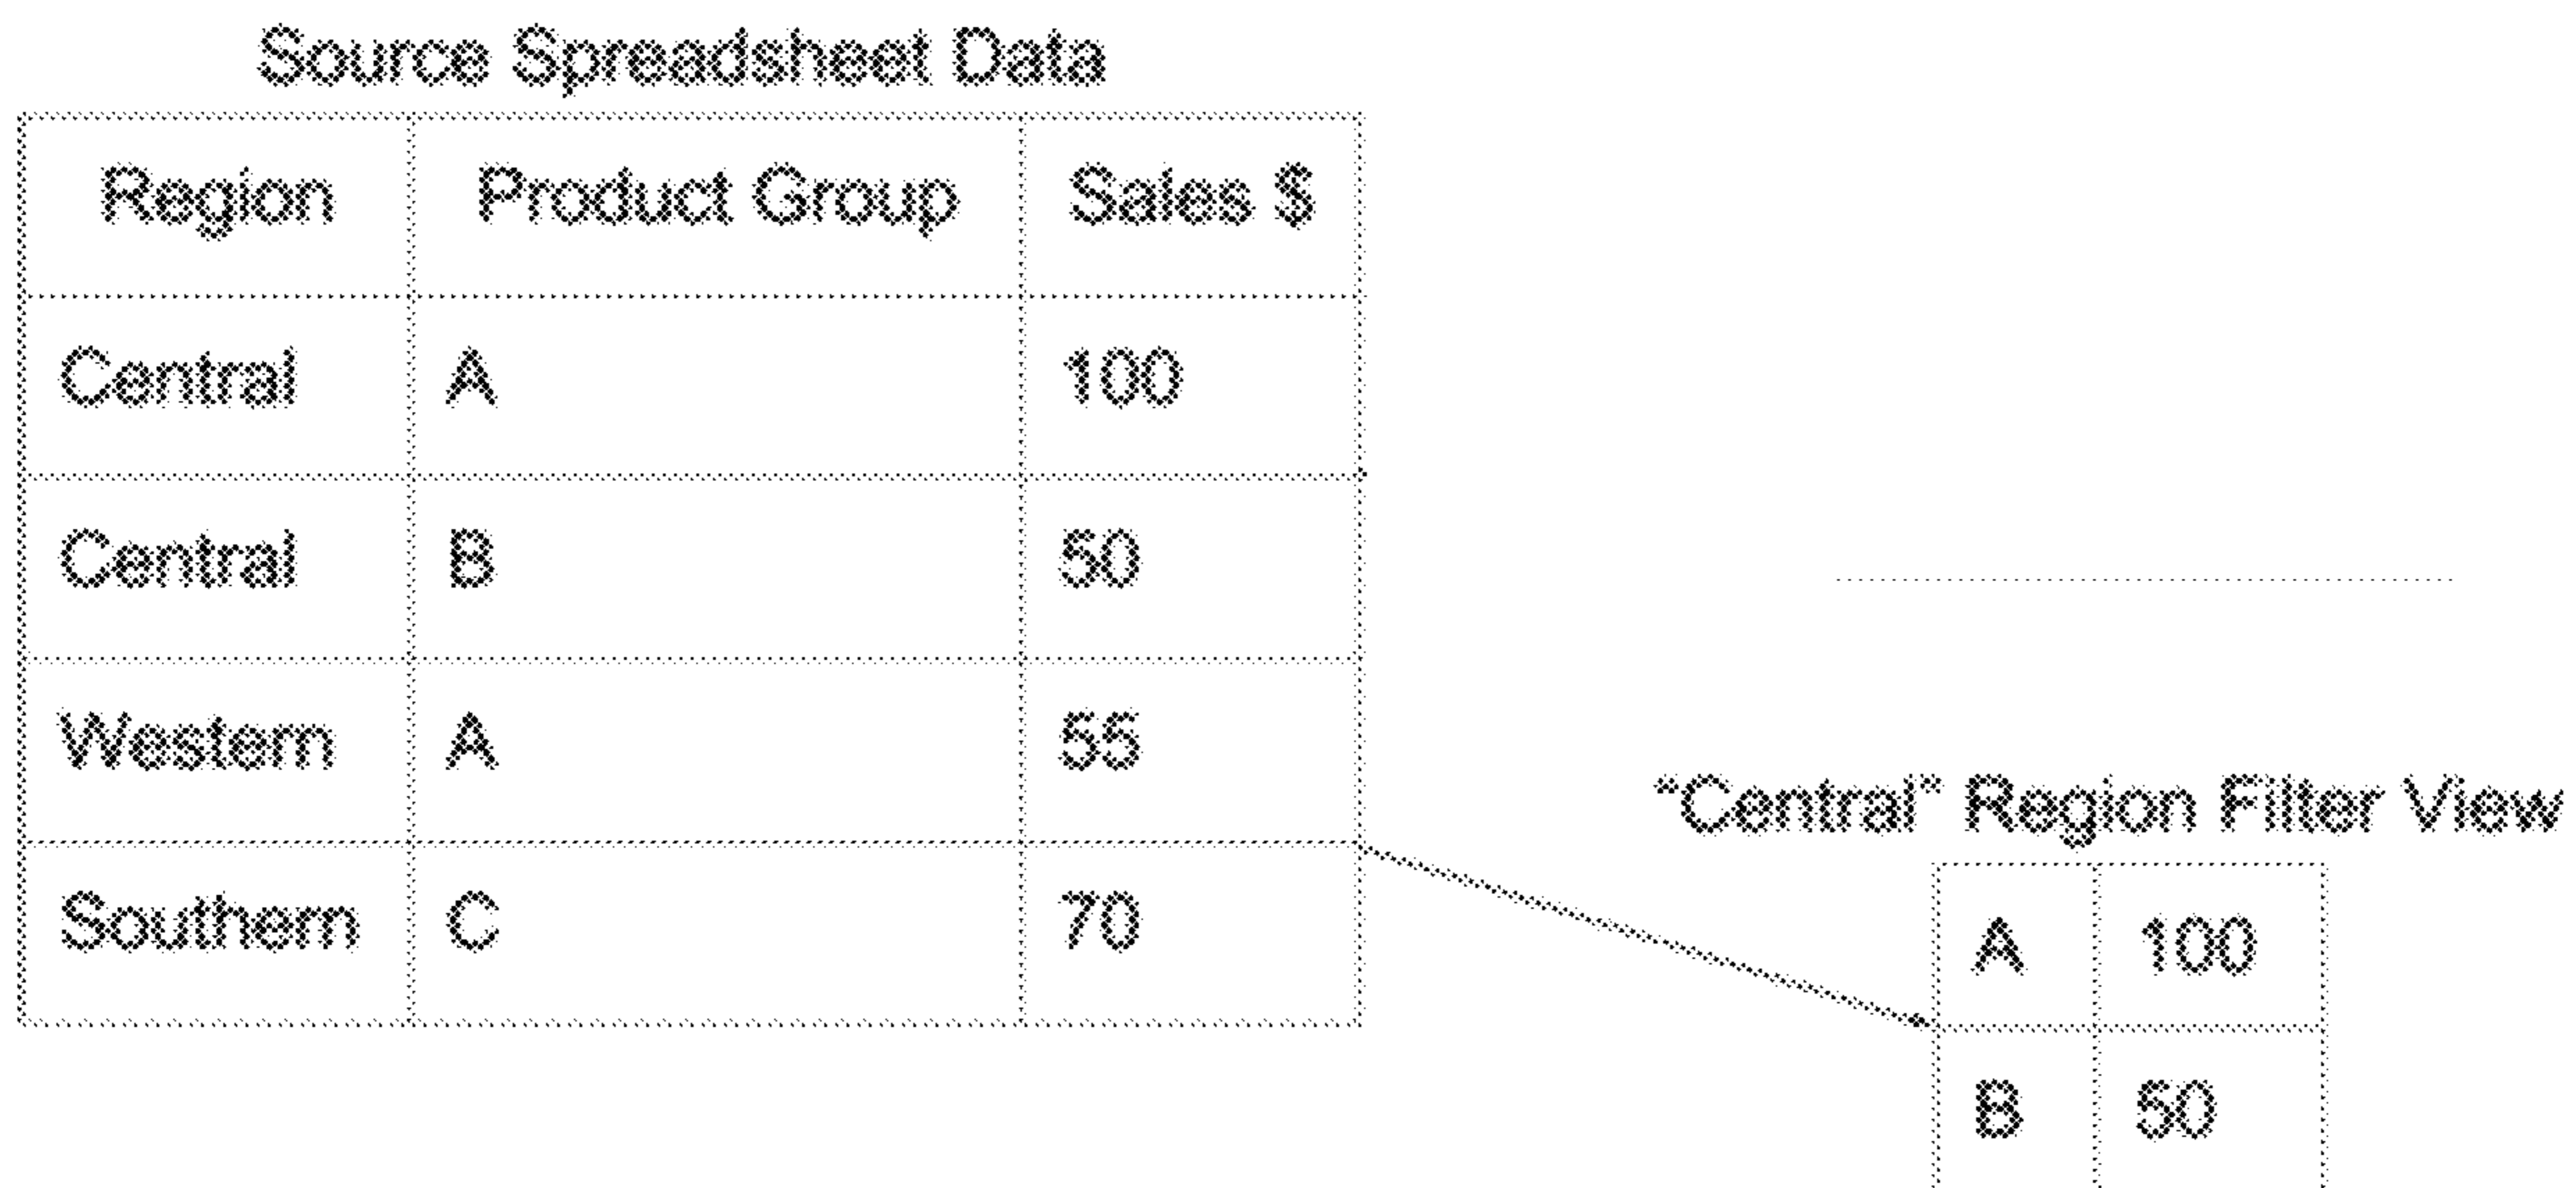 Source Spreadsheet Data
Region Product Group Sales $
Central A 100
Central B 50
Western A 55
Southern C 70
“Central” Region Filter View
A 100
B 50